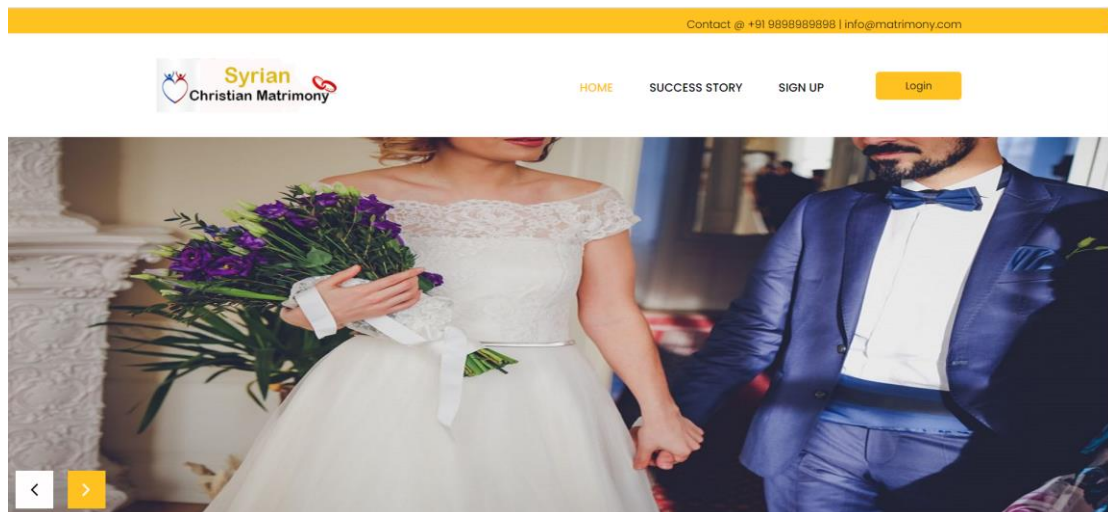 Contact @ +91 9898989898 | info@matrimony.com
Syrian
Christian Matrimony
HOME SUCCESS STORY SIGN UP Login